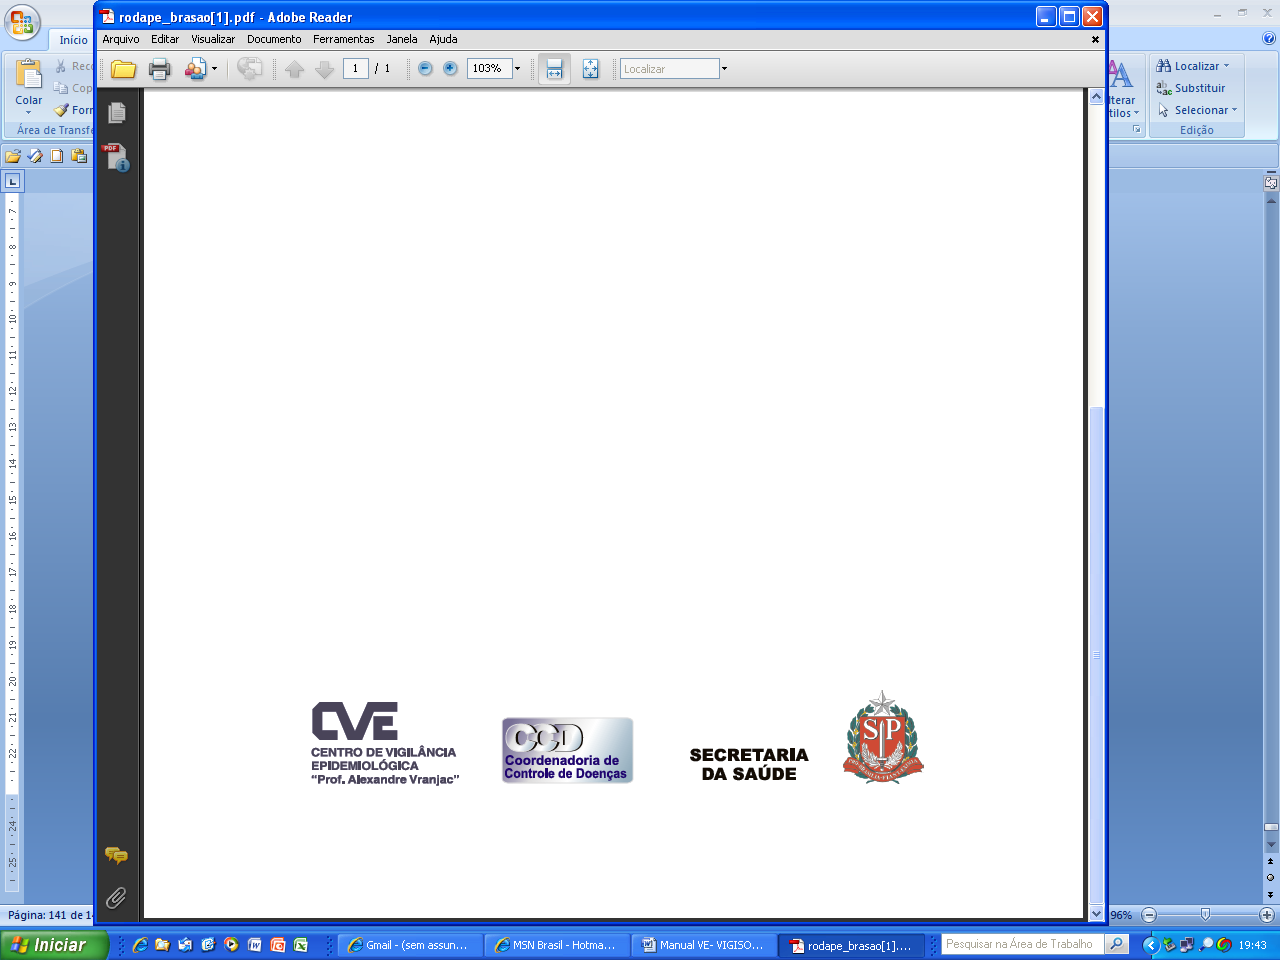 rodape_brasao[1].pdf - Adobe Reader
Início
Arquivo Editar Visualizar Documento Ferramentas Janela Ajuda
1 / 1 103% Localizar
Colar
Área de Transfe
Localizar
Substituir
Selecionar
Edição
PDF
CVE
CENTRO DE VIGILÂNCIA
EPIDEMIOLÓGICA
“Prof. Alexandre Vranjac”
CCD
Coordenadoria de
Controle de Doenças
SECRETARIA
DA SAÚDE
SP
Página: 141 de 1
96%
Iniciar
Gmail - (sem assun...
MSN Brasil - Hotma...
Manual VE- VIGISO...
rodape_brasao[1]....
Pesquisar na Área de Trabalho
19:43